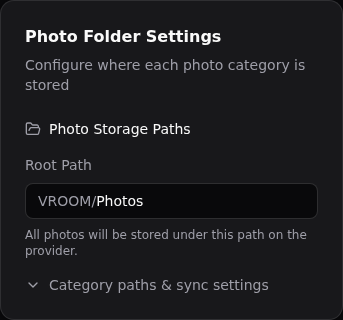 Photo Folder Settings
Configure where each photo category is
stored
Photo Storage Paths
Root Path
VROOM/Photos
All photos will be stored under this path on the
provider.
Category paths & sync settings